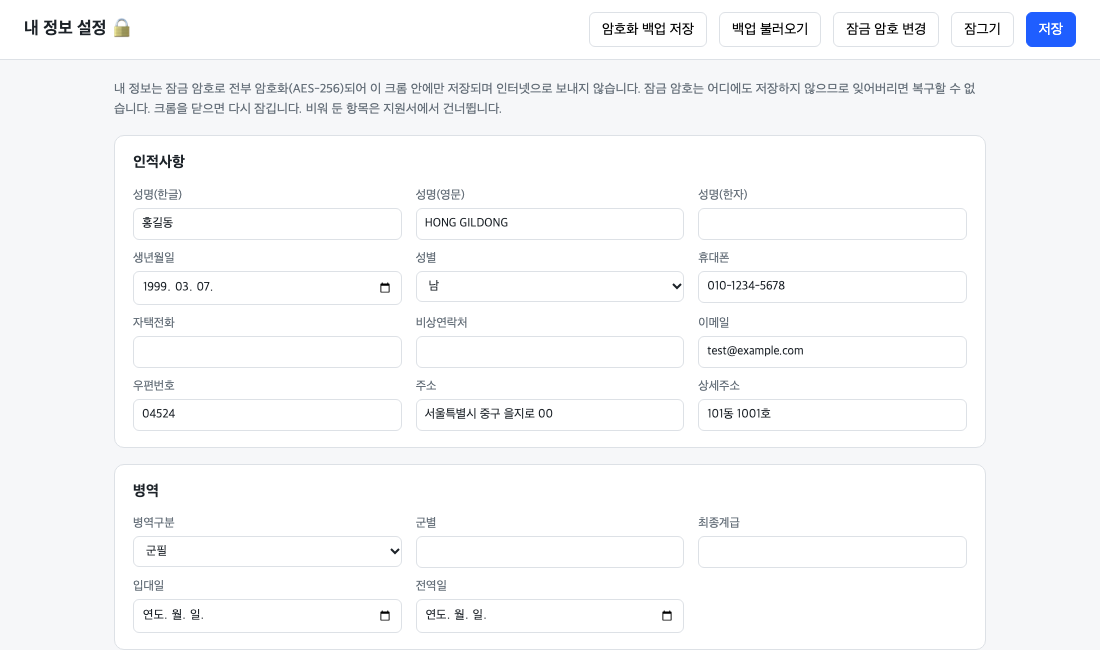 내 정보 설정 🔒
암호화 백업 저장
백업 불러오기
잠금 암호 변경
잠그기
저장
내 정보는 잠금 암호로 전부 암호화(AES-256)되어 이 크롬 안에만 저장되며 인터넷으로 보내지 않습니다. 잠금 암호는 어디에도 저장하지 않으므로 잊어버리면 복구할 수 없
습니다. 크롬을 닫으면 다시 잠깁니다. 비워 둔 항목은 지원서에서 건너뜁니다.
인적사항
성명(한글) 성명(영문) 성명(한자)
홍길동 HONG GILDONG
생년월일 성별 휴대폰
1999. 03. 07. 남 010-1234-5678
자택전화 비상연락처 이메일
test@example.com
우편번호 주소 상세주소
04524 서울특별시 중구 을지로 00 101동 1001호
병역
병역구분 군별 최종계급
군필
입대일 전역일
연도. 월. 일. 연도. 월. 일.